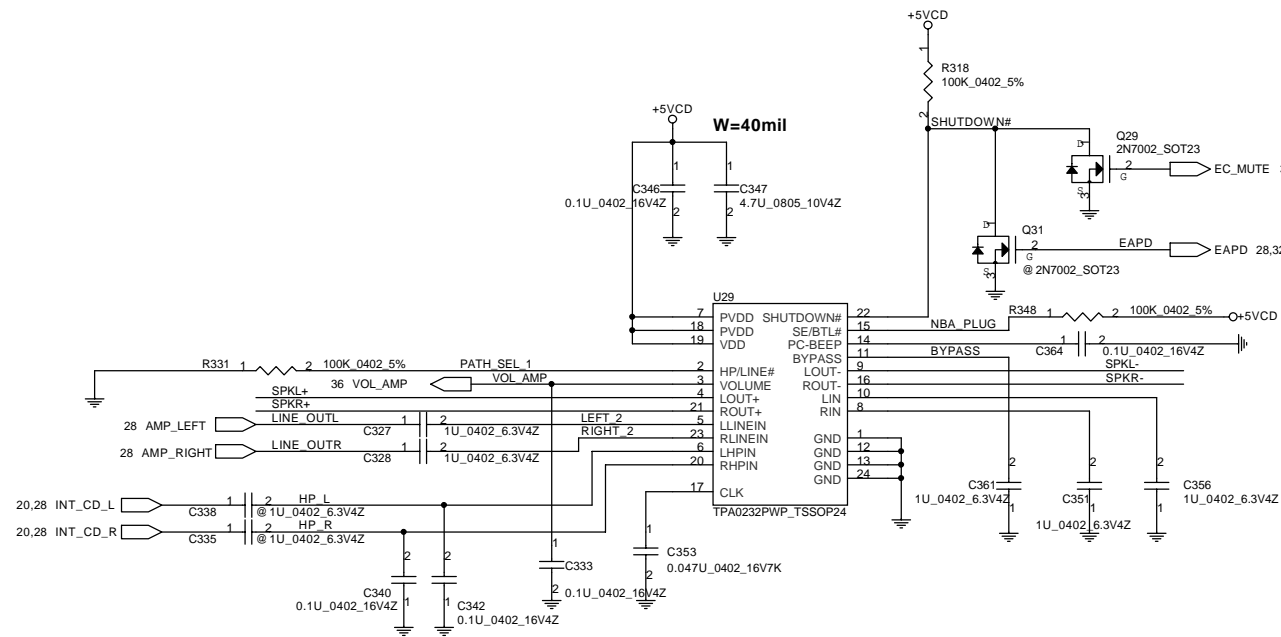 +5VCD
1
R318
100K_0402_5%
2
SHUTDOWN#
+5VCD
W=40mil
D
1
Q29
2N7002_SOT23
2
G
S
3
EC_MUTE
1
C346
0.1U_0402_16V4Z
2
1
C347
4.7U_0805_10V4Z
2
D
1
Q31
2
G
S
3
@ 2N7002_SOT23
EAPD
EAPD 28,32
U29
7 PVDD SHUTDOWN# 22
18 PVDD SE/BTL# 15
19 VDD PC-BEEP 14
BYPASS 11
2 HP/LINE# LOUT- 9
3 VOLUME ROUT- 16
4 LOUT+ LIN 10
21 ROUT+ RIN 8
5 LLINEIN
23 RLINEIN GND 1
6 LHPIN GND 12
20 RHPIN GND 13
GND 24
17 CLK
TPA0232PWP_TSSOP24
NBA_PLUG
R348 1 2 100K_0402_5%
+5VCD
1 2
C364 0.1U_0402_16V4Z
BYPASS
SPKL-
SPKR-
R331 1 2 100K_0402_5% PATH_SEL_1
36 VOL_AMP VOL_AMP
SPKL+
SPKR+
28 AMP_LEFT LINE_OUTL 1 2 LEFT_2
C327 1U_0402_6.3V4Z RIGHT_2
28 AMP_RIGHT LINE_OUTR 1 2
C328 1U_0402_6.3V4Z
20,28 INT_CD_L 1 2 HP_L
C338 @ 1U_0402_6.3V4Z
20,28 INT_CD_R 1 2 HP_R
C335 @ 1U_0402_6.3V4Z
2
C340
0.1U_0402_16V4Z
1
2
C342
0.1U_0402_16V4Z
1
1
C333
0.1U_0402_16V4Z
2
1
C353
0.047U_0402_16V7K
2
2
C361
1U_0402_6.3V4Z
1
2
C351
1U_0402_6.3V4Z
1
2
C356
1U_0402_6.3V4Z
1